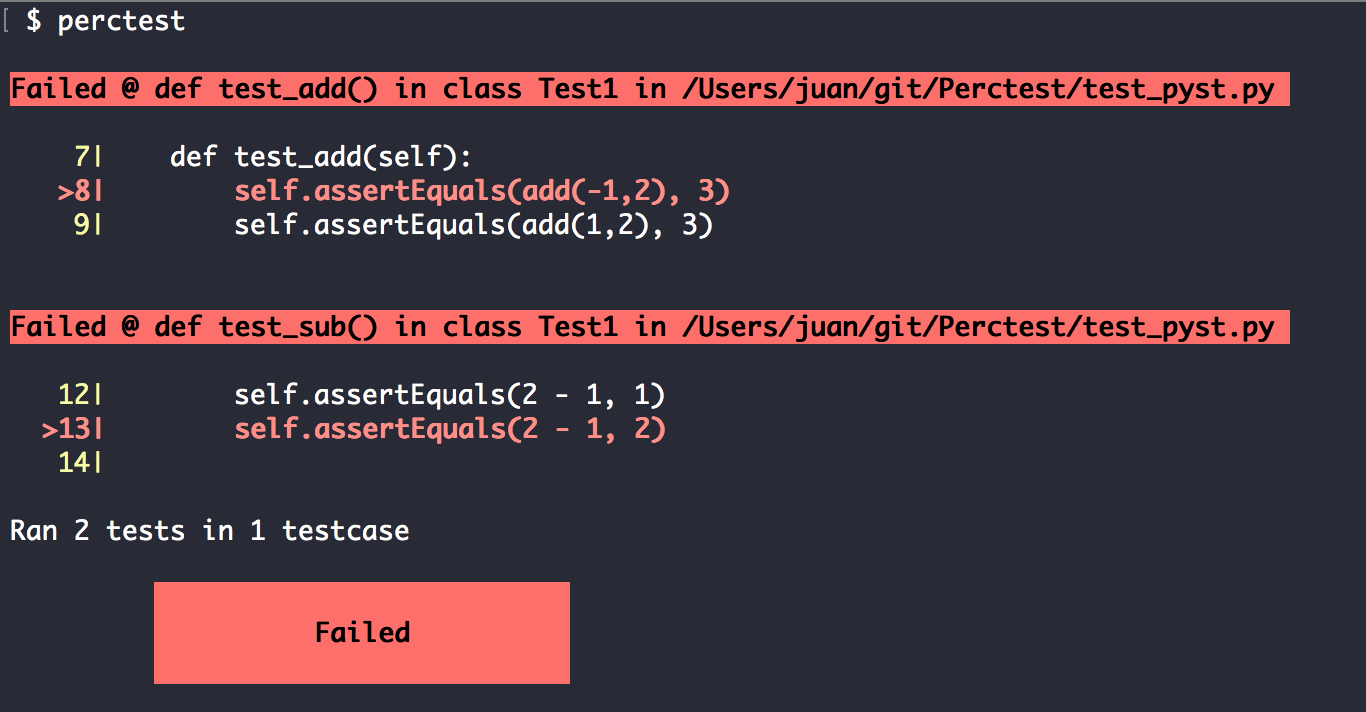 [ $ perctest
Failed @ def test_add() in class Test1 in /Users/juan/git/Perctest/test_pyst.py
7|    def test_add(self):
>8|        self.assertEquals(add(-1,2), 3)
9|        self.assertEquals(add(1,2), 3)
Failed @ def test_sub() in class Test1 in /Users/juan/git/Perctest/test_pyst.py
12|        self.assertEquals(2 - 1, 1)
>13|        self.assertEquals(2 - 1, 2)
14|
Ran 2 tests in 1 testcase
Failed